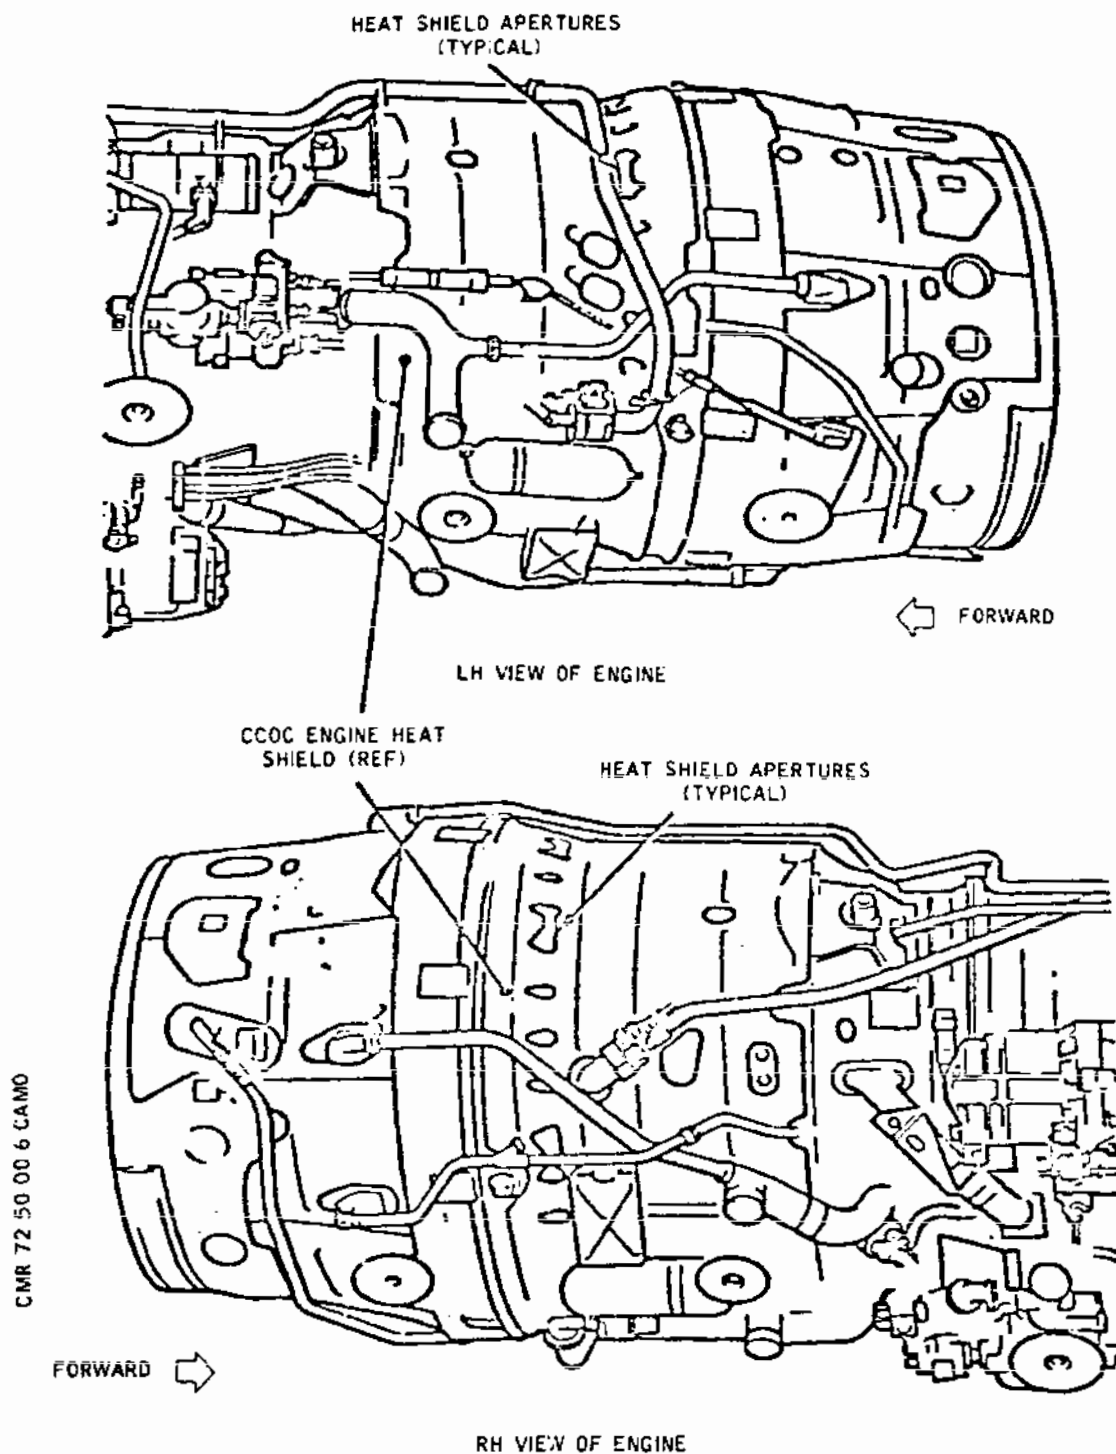 HEAT SHIELD APERTURES
(TYPICAL)
FORWARD
LH VIEW OF ENGINE
CCOC ENGINE HEAT
SHIELD (REF)
HEAT SHIELD APERTURES
(TYPICAL)
CMR 72 50 00 6 CAMO
FORWARD
RH VIEW OF ENGINE